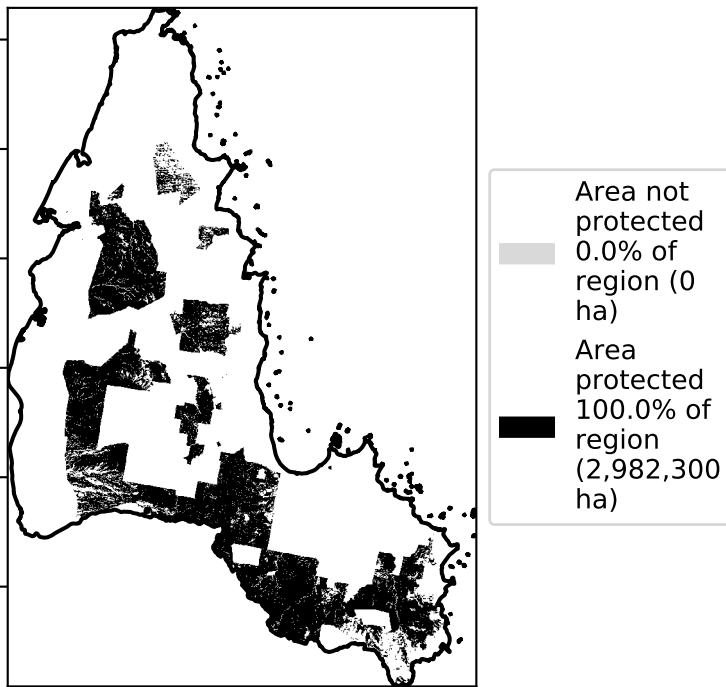 Area not
protected
0.0% of
region (0
ha)
Area
protected
100.0% of
region
(2,982,300
ha)